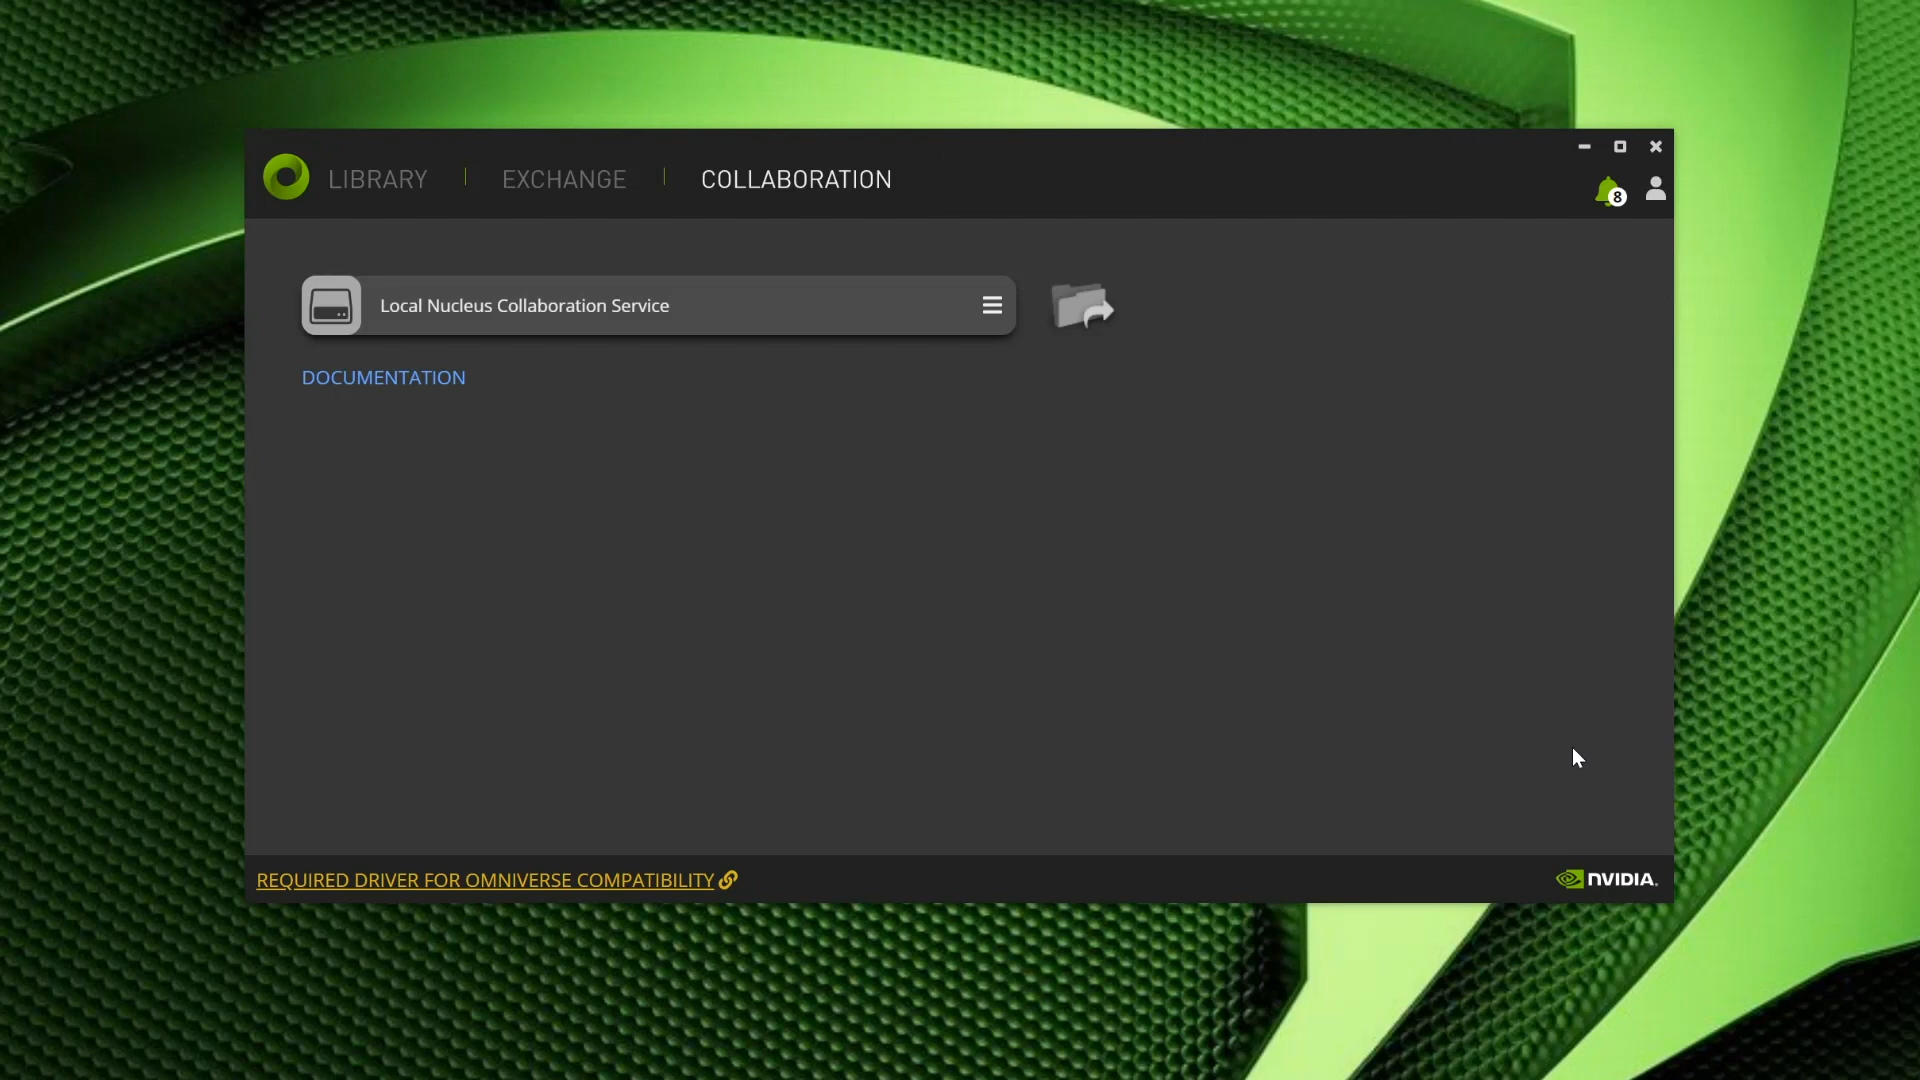 LIBRARY
EXCHANGE
COLLABORATION
8
Local Nucleus Collaboration Service
DOCUMENTATION
REQUIRED DRIVER FOR OMNIVERSE COMPATIBILITY
NVIDIA.